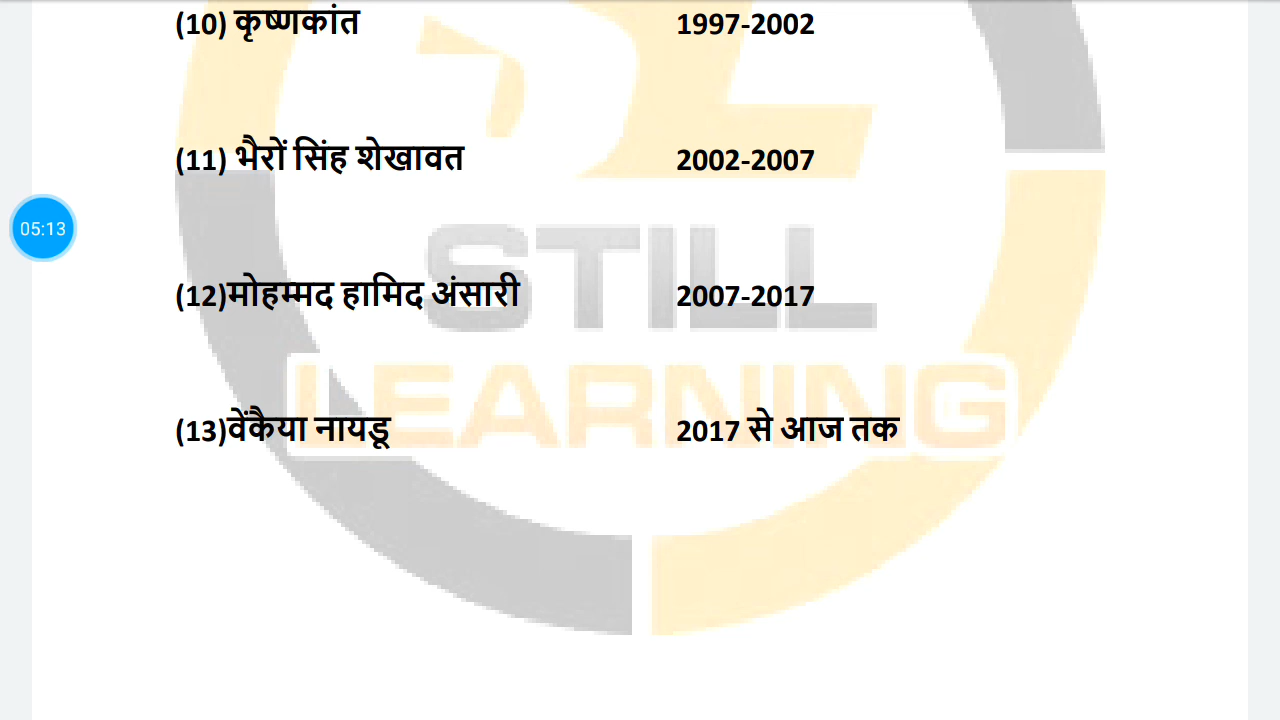 (10) कृष्णकांत 1997-2002
(11) भैरों सिंह शेखावत 2002-2007
05:13
STILL
(12)मोहम्मद हामिद अंसारी 2007-2017
LEARNING
(13)वेंकैया नायडू 2017 से आज तक